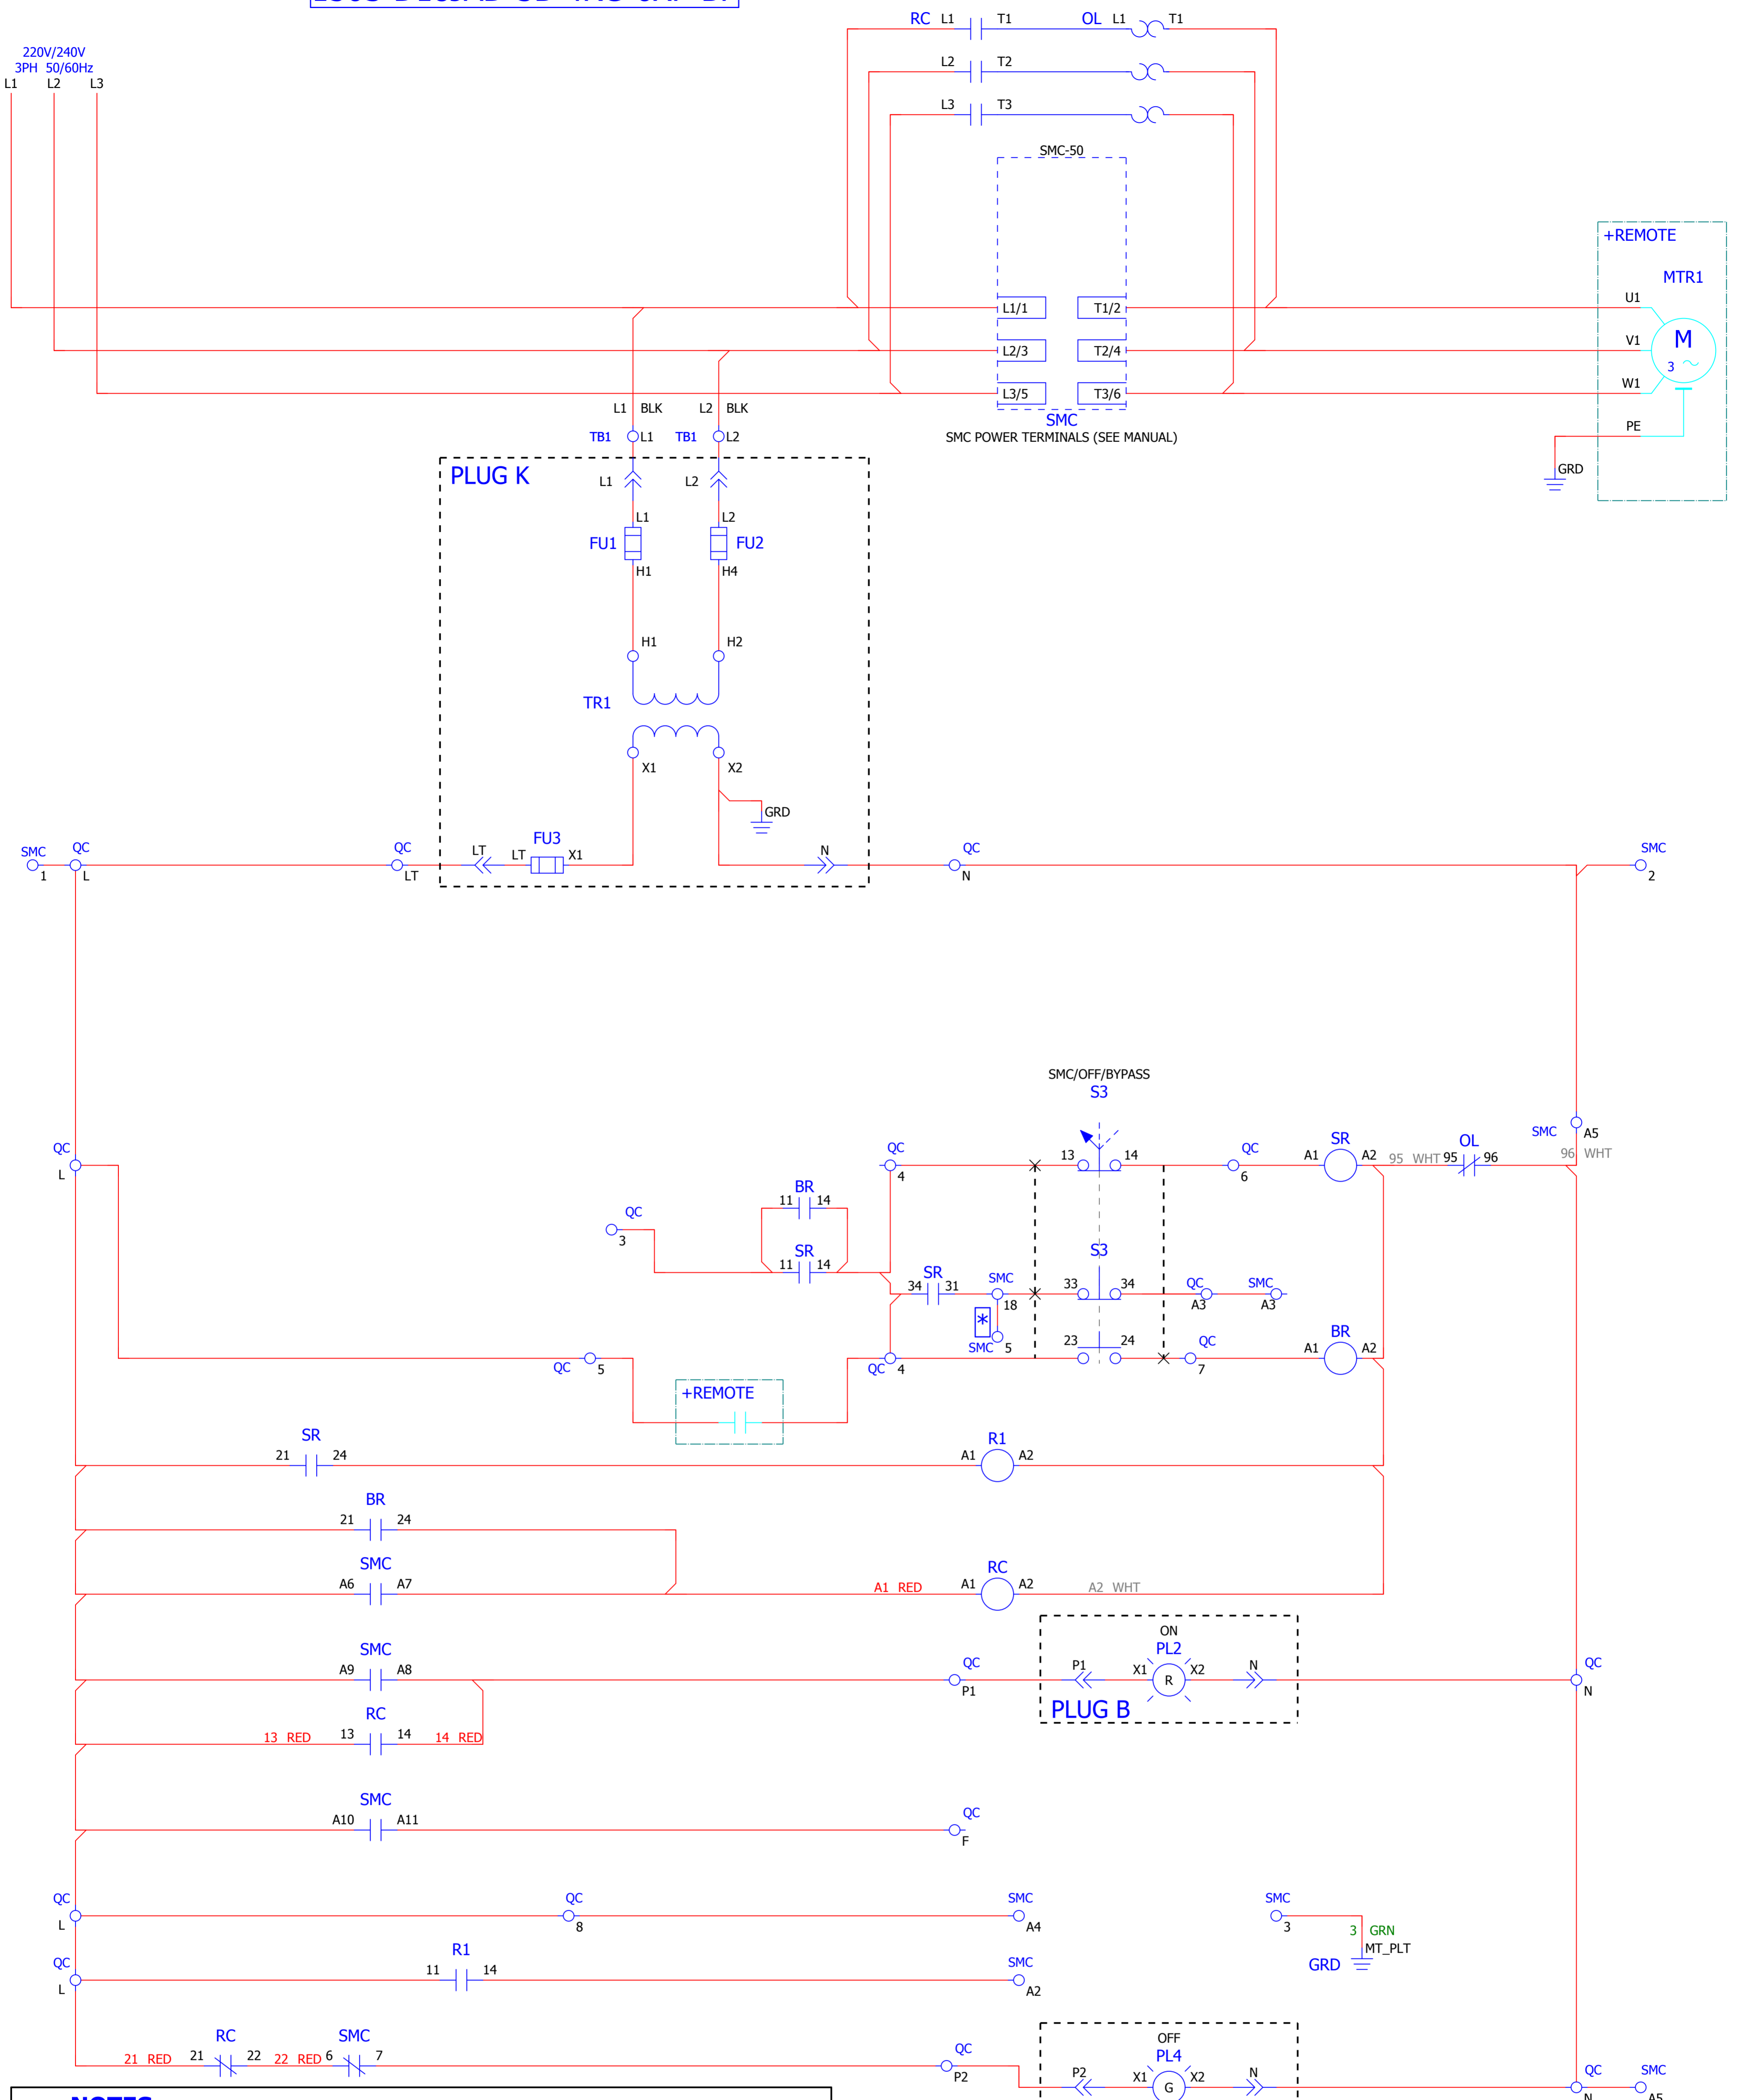 RC L1 T1 OL L1 T1
220V/240V
3PH 50/60Hz
L1 L2 L3
L2 T2
L3 T3
SMC-50
+REMOTE
MTR1
L1/1 T1/2 U1
L2/3 T2/4 V1 M
3
L3/5 T3/6 W1
L1 BLK L2 BLK
SMC
PE
TB1 L1 TB1 L2
SMC POWER TERMINALS (SEE MANUAL)
PLUG K
L1 L2
GRD
L1 L2
FU1 FU2
H1 H4
H1 H2
TR1
X1 X2
GRD
FU3
SMC QC QC LT LT X1 N QC SMC
1 L LT N 2
SMC/OFF/BYPASS
S3
SMC A5
QC QC 13 14 QC SR OL
L 4 6 A1 A2 95 WHT 95 96 96 WHT
BR
11 14
QC
3
SR S3
11 14
SR
34 31 SMC 33 34 QC SMC
18 A3 A3
*
SMC 5 23 24 QC BR
A1 A2
QC 5 QC 4 7
+REMOTE
SR R1
21 24 A1 A2
BR
21 24
SMC RC
A6 A7 A1 RED A1 A2 A2 WHT
ON
SMC PL2
A9 A8 QC P1 X1 R X2 N QC
P1 N
PLUG B
RC
13 RED 13 14 14 RED
SMC
A10 A11 QC
F
QC QC SMC SMC
L 8 A4 3
3 GRN
MT_PLT
GRD
R1
QC 11 14 SMC
L A2
OFF
RC SMC PL4
21 RED 21 22 22 RED 6 7 QC
P2 P2 X1 G X2 N QC SMC
N A5